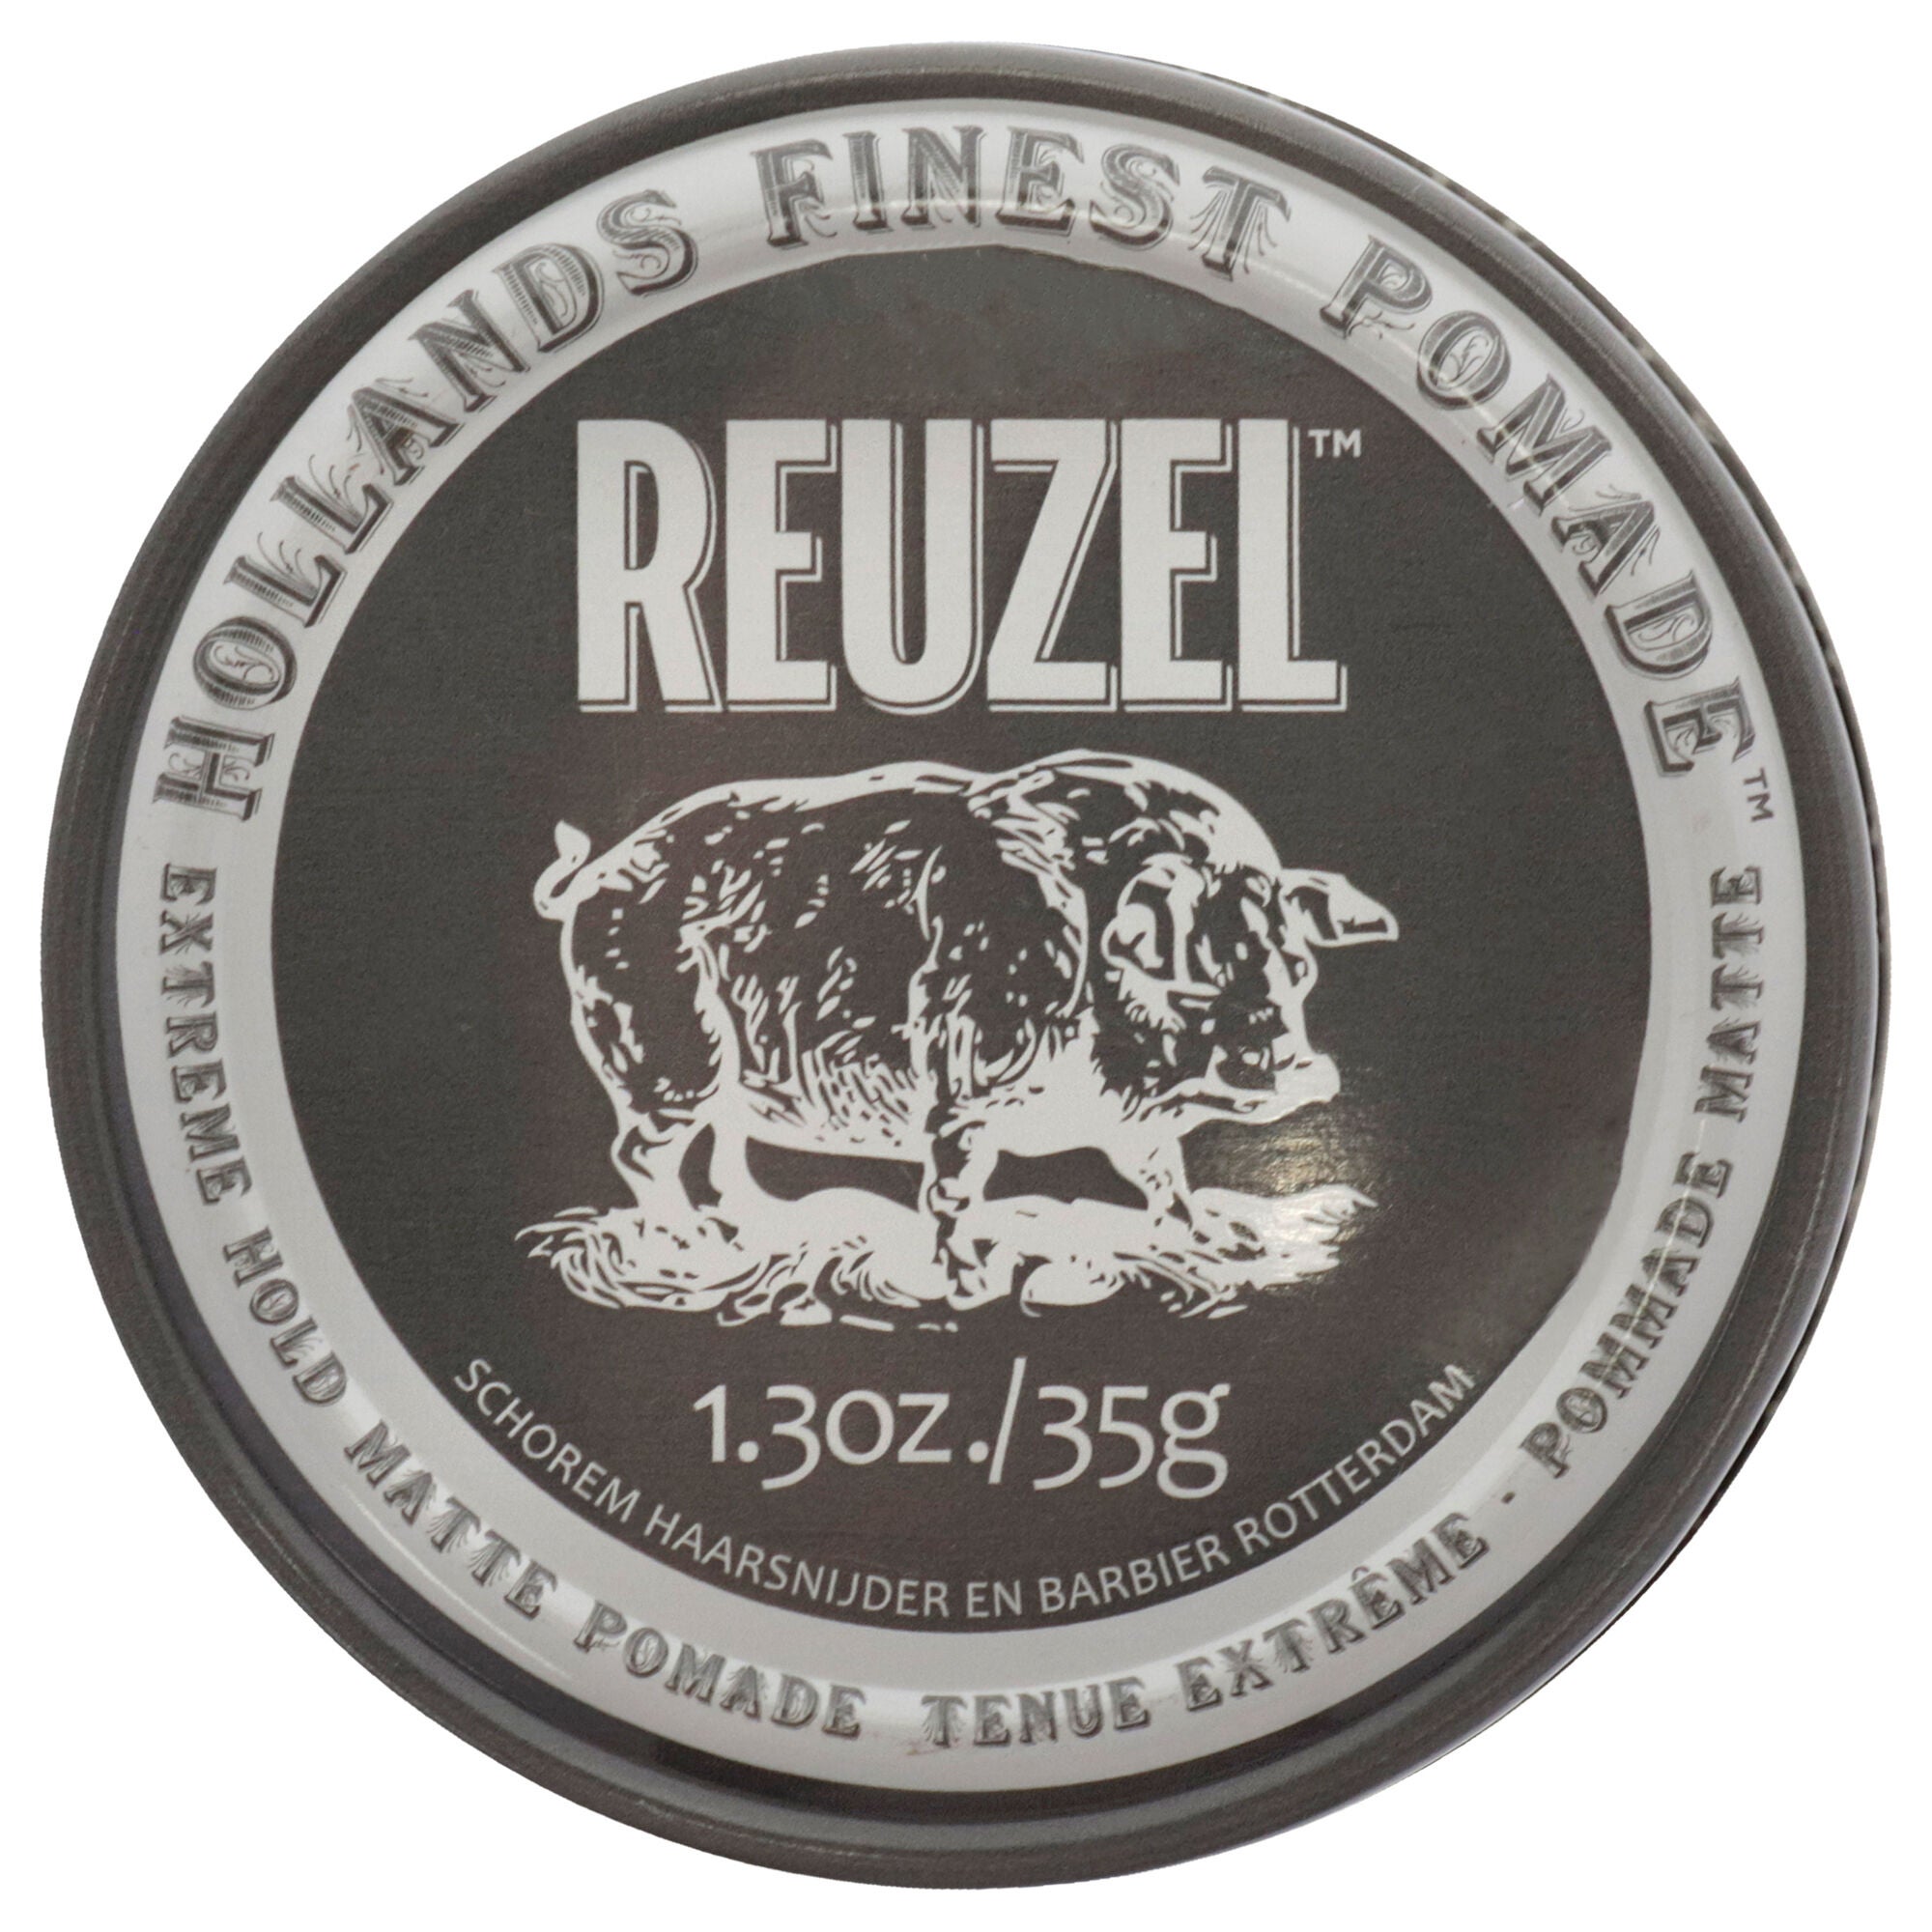 HOLLANDS FINEST POMADE™
REUZEL™
1.3oz./35g
SCHOREM HAARSNIJDER EN BARBIER ROTTERDAM
EXTREME HOLD MATTE POMADE
TENUE EXTRÊME - POMMADE MATTE